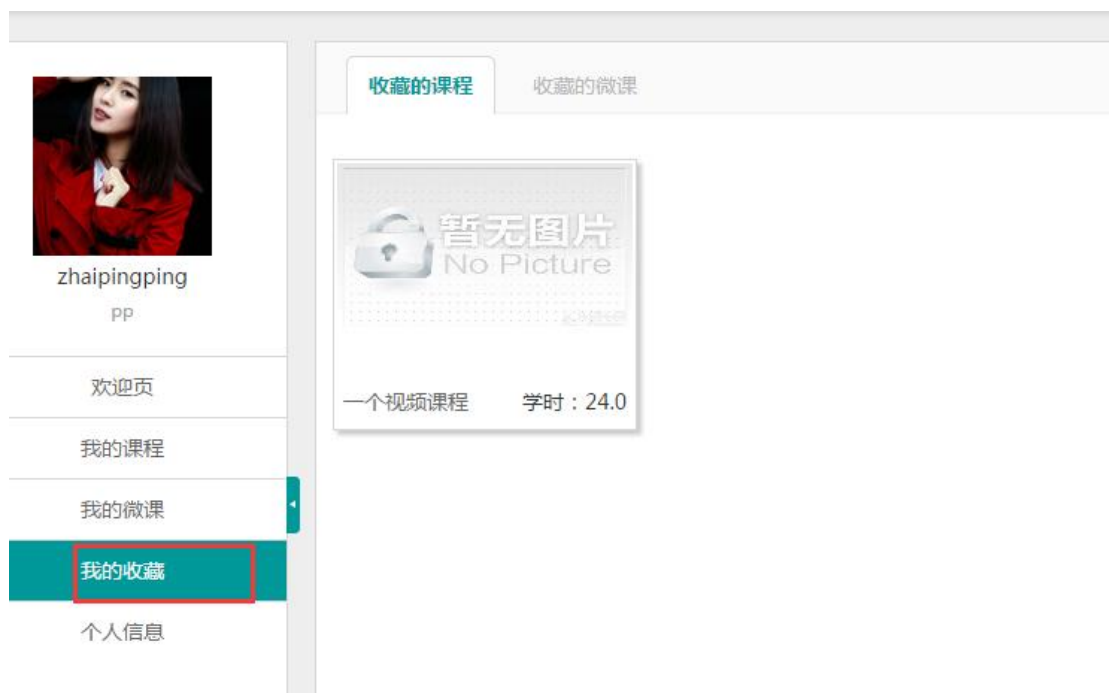 zhaipingping
PP
欢迎页
我的课程
我的微课
我的收藏
个人信息
收藏的课程
收藏的微课
暂无图片
No Picture
一个视频课程
学时：24.0